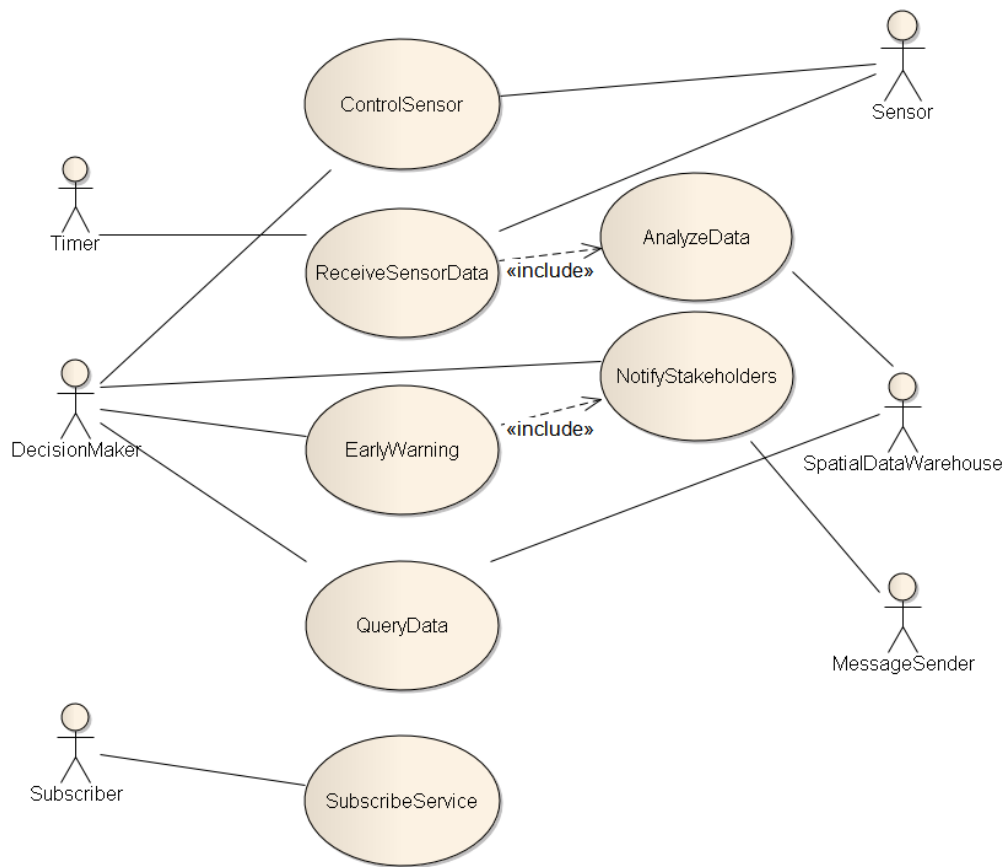 ControlSensor
Sensor
Timer
AnalyzeData
ReceiveSensorData
«include»
NotifyStakeholders
DecisionMaker
«include»
EarlyWarning
SpatialDataWarehouse
QueryData
MessageSender
Subscriber
SubscribeService